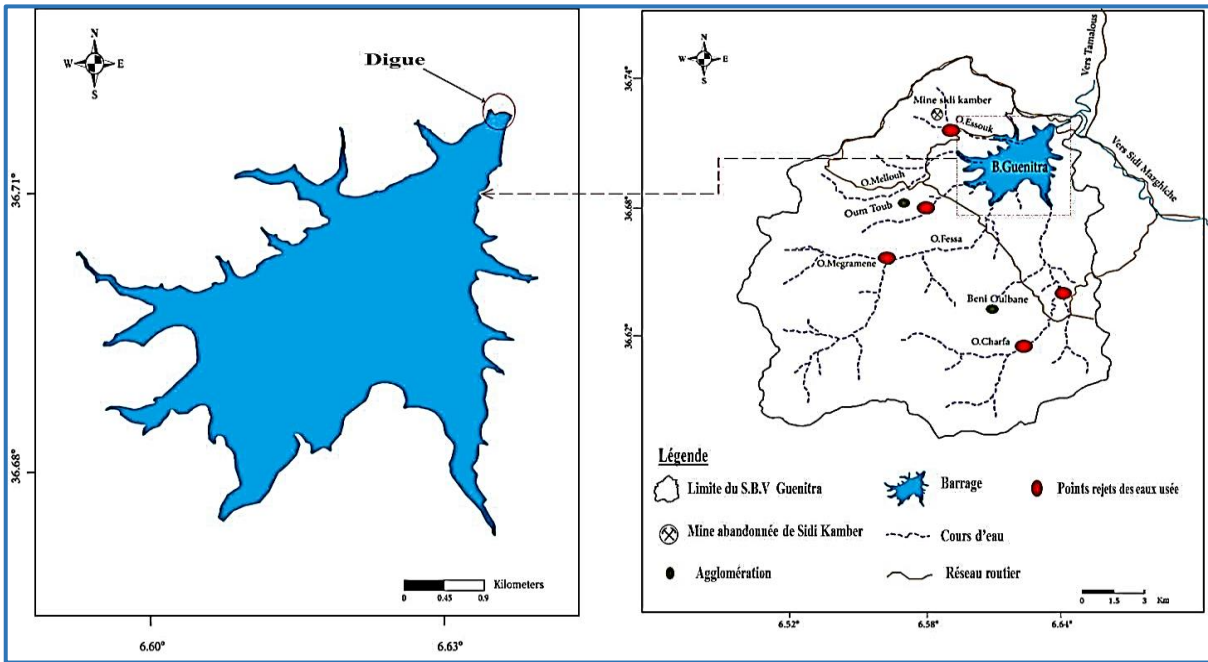 N
W E
S
Digue
36.71°
36.68°
Kilometers
0 0.45 0.9
6.60° 6.63°
N
W E
S
Vers Tamalous
36.74°
Mine sidi kamber
O.Essouk
B.Guenitra
Vers Sidi Marghiche
O.Mellouh
36.68°
Oum Toub
O.Fessa
O.Megramene
Beni Oulbane
36.62°
O.Charfa
Légende
Limite du S.B.V Guenitra
Barrage
Points rejets des eaux usée
Mine abandonnée de Sidi Kamber
Cours d'eau
Agglomération
Réseau routier
0 1.5 3 Km
6.52° 6.58° 6.64°